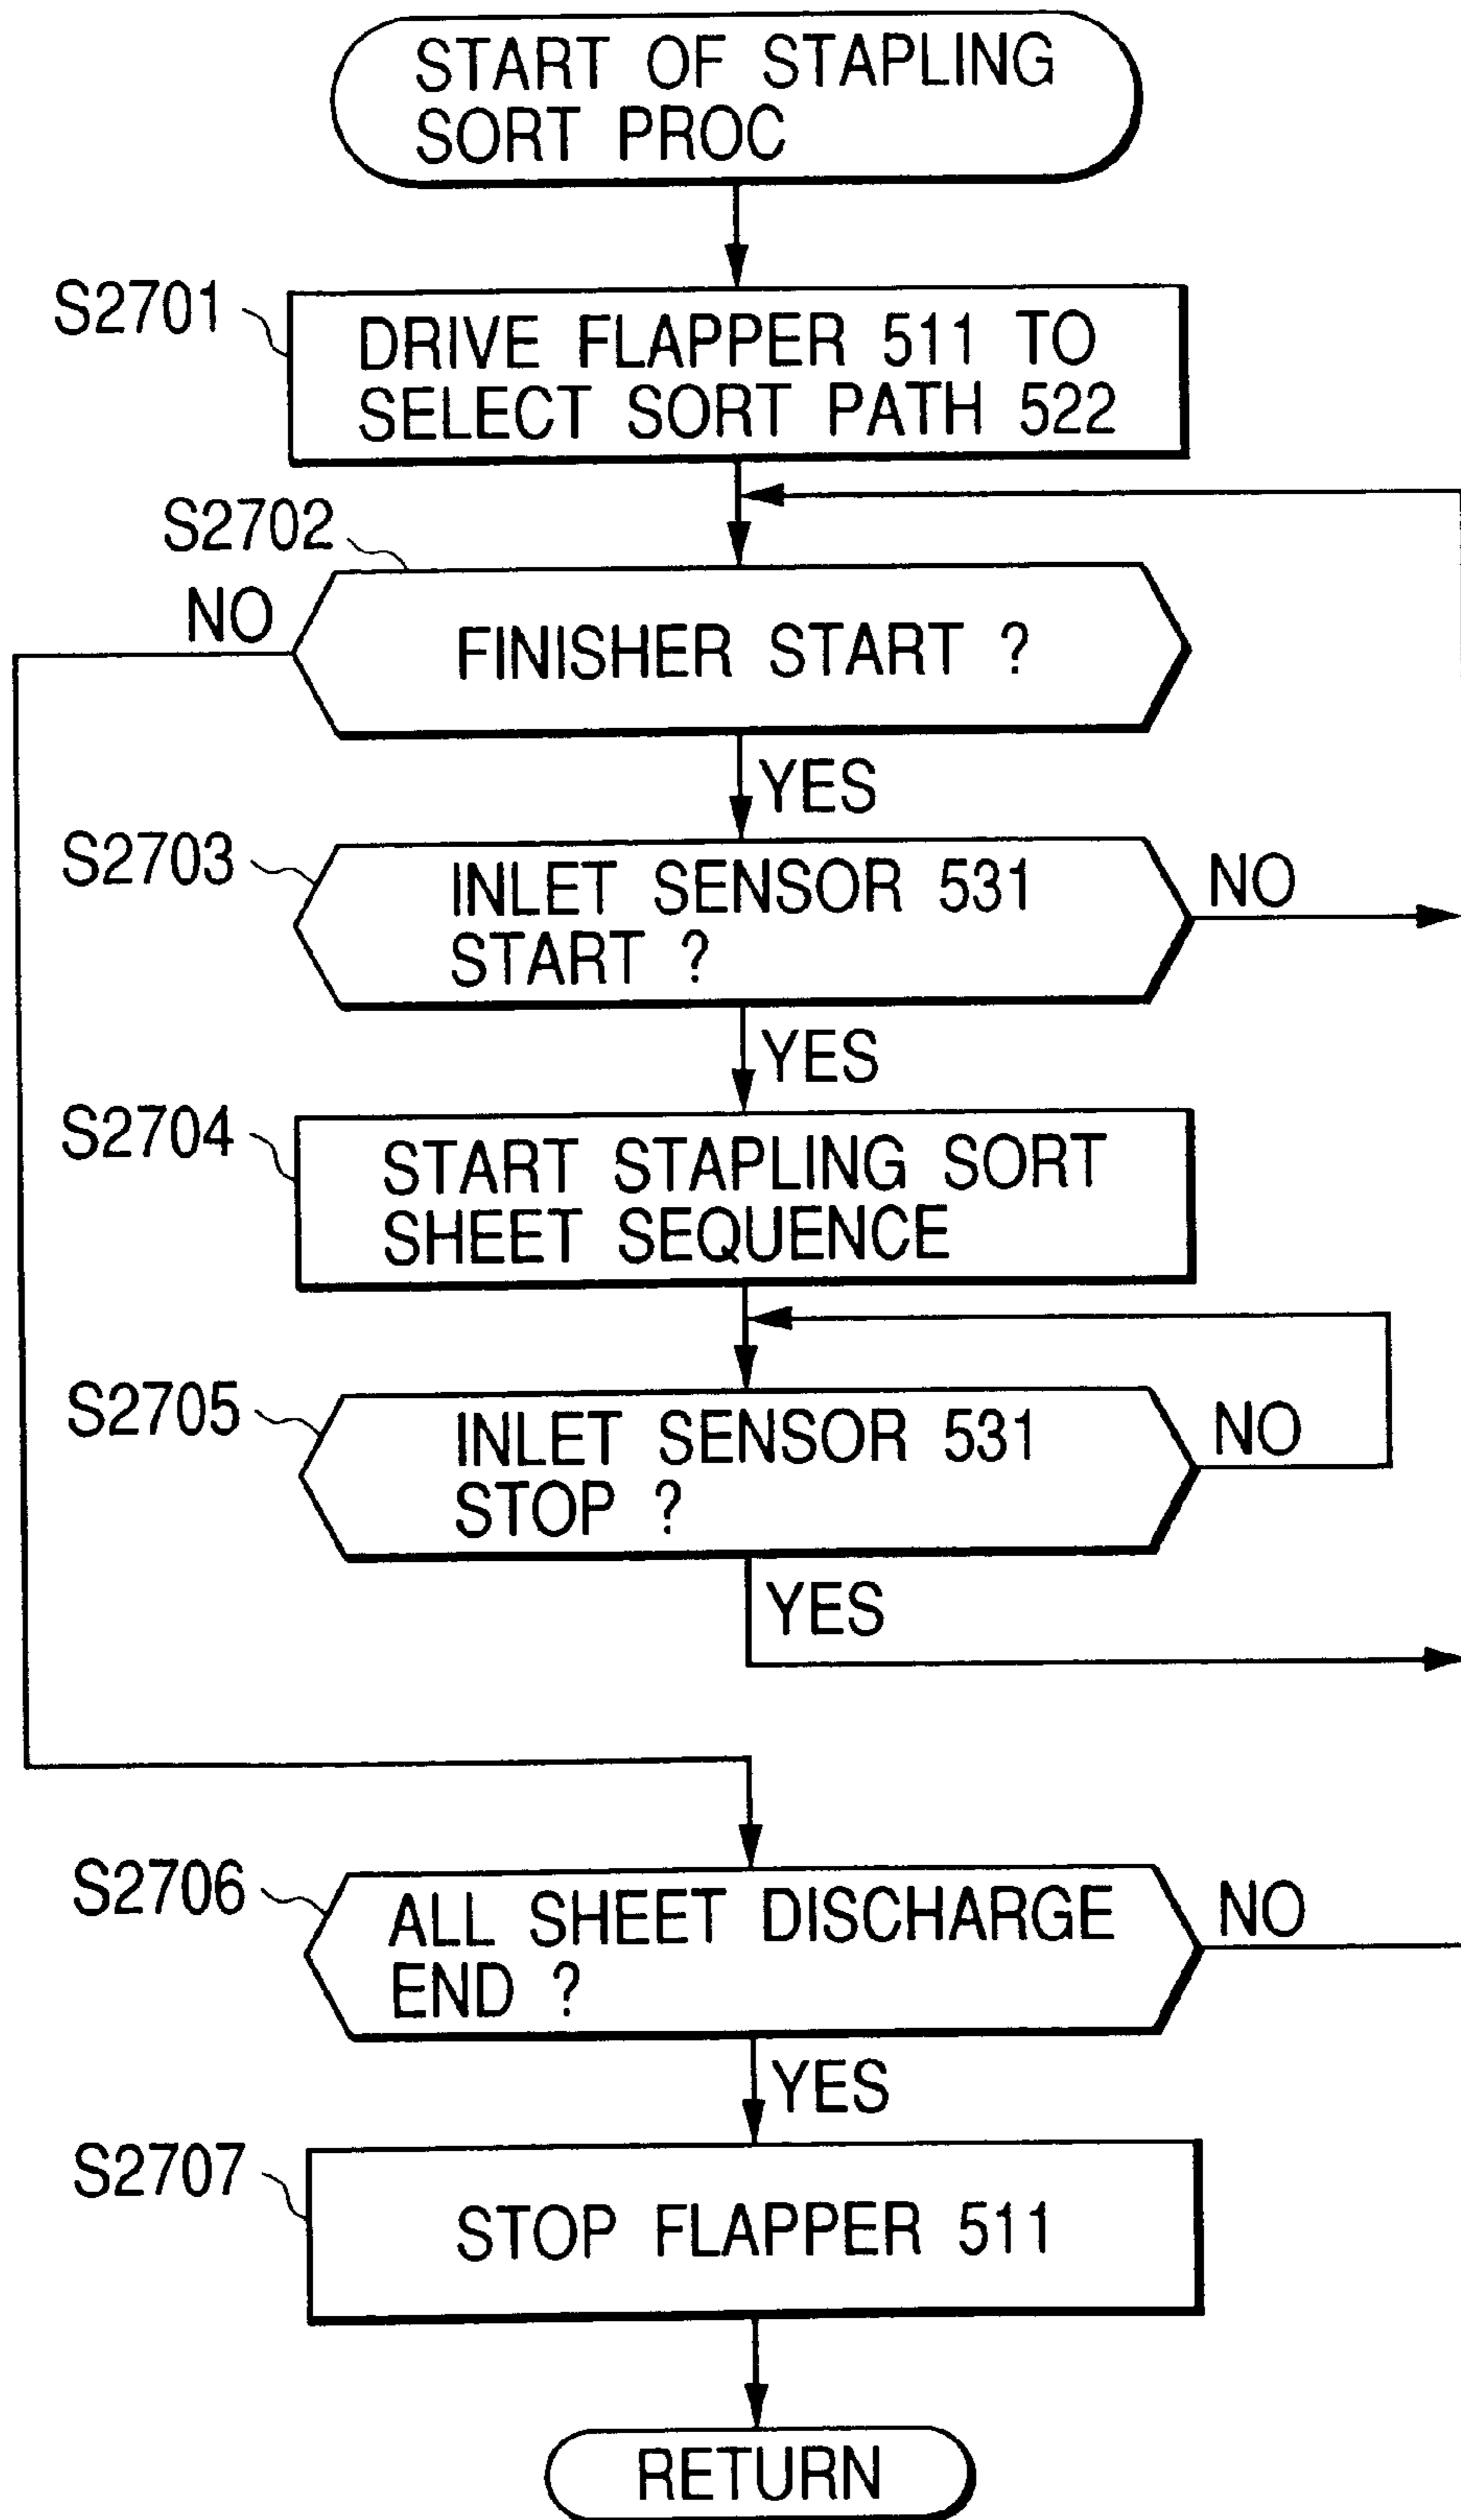 START OF STAPLING
SORT PROC
S2701
DRIVE FLAPPER 511 TO
SELECT SORT PATH 522
S2702
NO
FINISHER START ?
YES
S2703
INLET SENSOR 531
START ?
NO
YES
S2704
START STAPLING SORT
SHEET SEQUENCE
S2705
INLET SENSOR 531
STOP ?
NO
YES
S2706
ALL SHEET DISCHARGE
END ?
NO
YES
S2707
STOP FLAPPER 511
RETURN